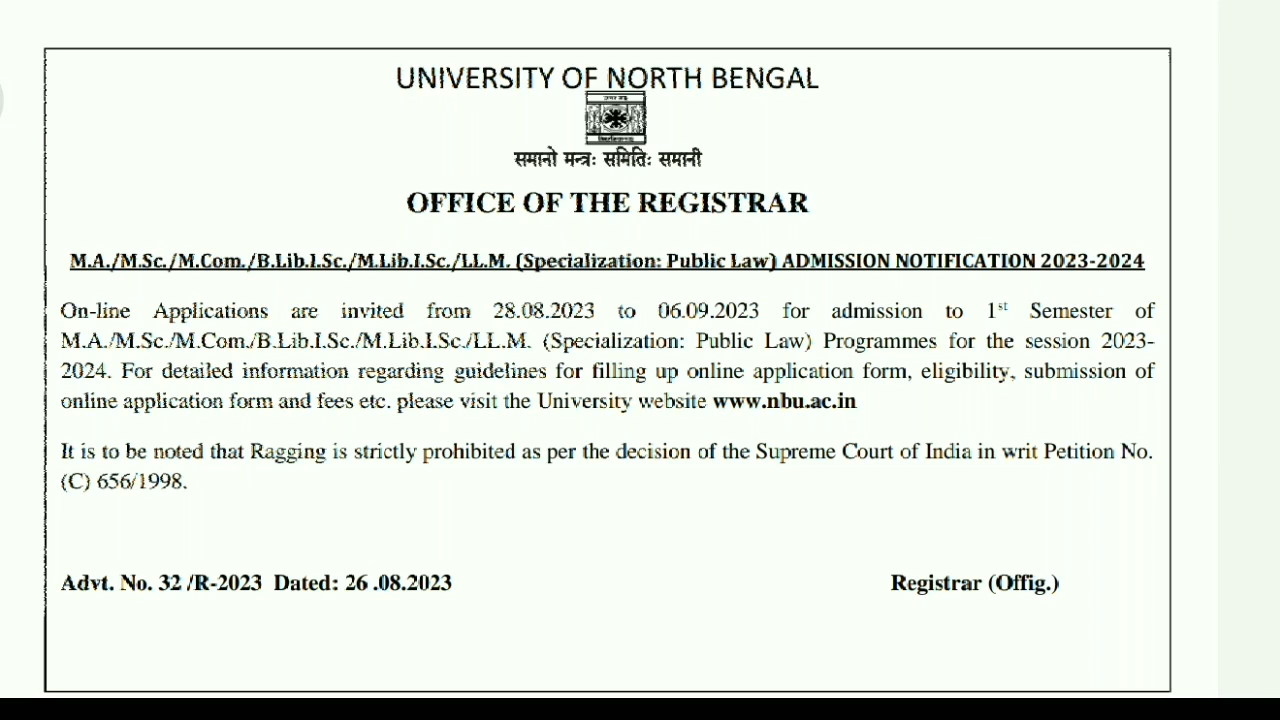 UNIVERSITY OF NORTH BENGAL
समानो मन्त्रः समितिः समानी
OFFICE OF THE REGISTRAR
M.A./M.Sc./M.Com./B.Lib.I.Sc./M.Lib.I.Sc./LL.M. (Specialization: Public Law) ADMISSION NOTIFICATION 2023-2024
On-line Applications are invited from 28.08.2023 to 06.09.2023 for admission to 1st Semester of
M.A./M.Sc./M.Com./B.Lib.I.Sc./M.Lib.I.Sc./LL.M. (Specialization: Public Law) Programmes for the session 2023-
2024. For detailed information regarding guidelines for filling up online application form, eligibility, submission of
online application form and fees etc. please visit the University website www.nbu.ac.in
It is to be noted that Ragging is strictly prohibited as per the decision of the Supreme Court of India in writ Petition No.
(C) 656/1998.
Advt. No. 32 /R-2023 Dated: 26 .08.2023 Registrar (Offig.)